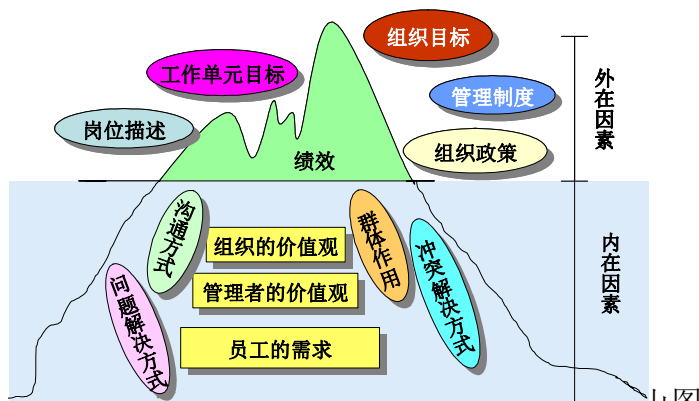 组织目标
工作单元目标
管理制度
岗位描述
组织政策
绩效
外在因素
沟通方式
群体作用
组织的价值观
冲突解决方式
内在因素
管理者的价值观
问题解决方式
员工的需求
图